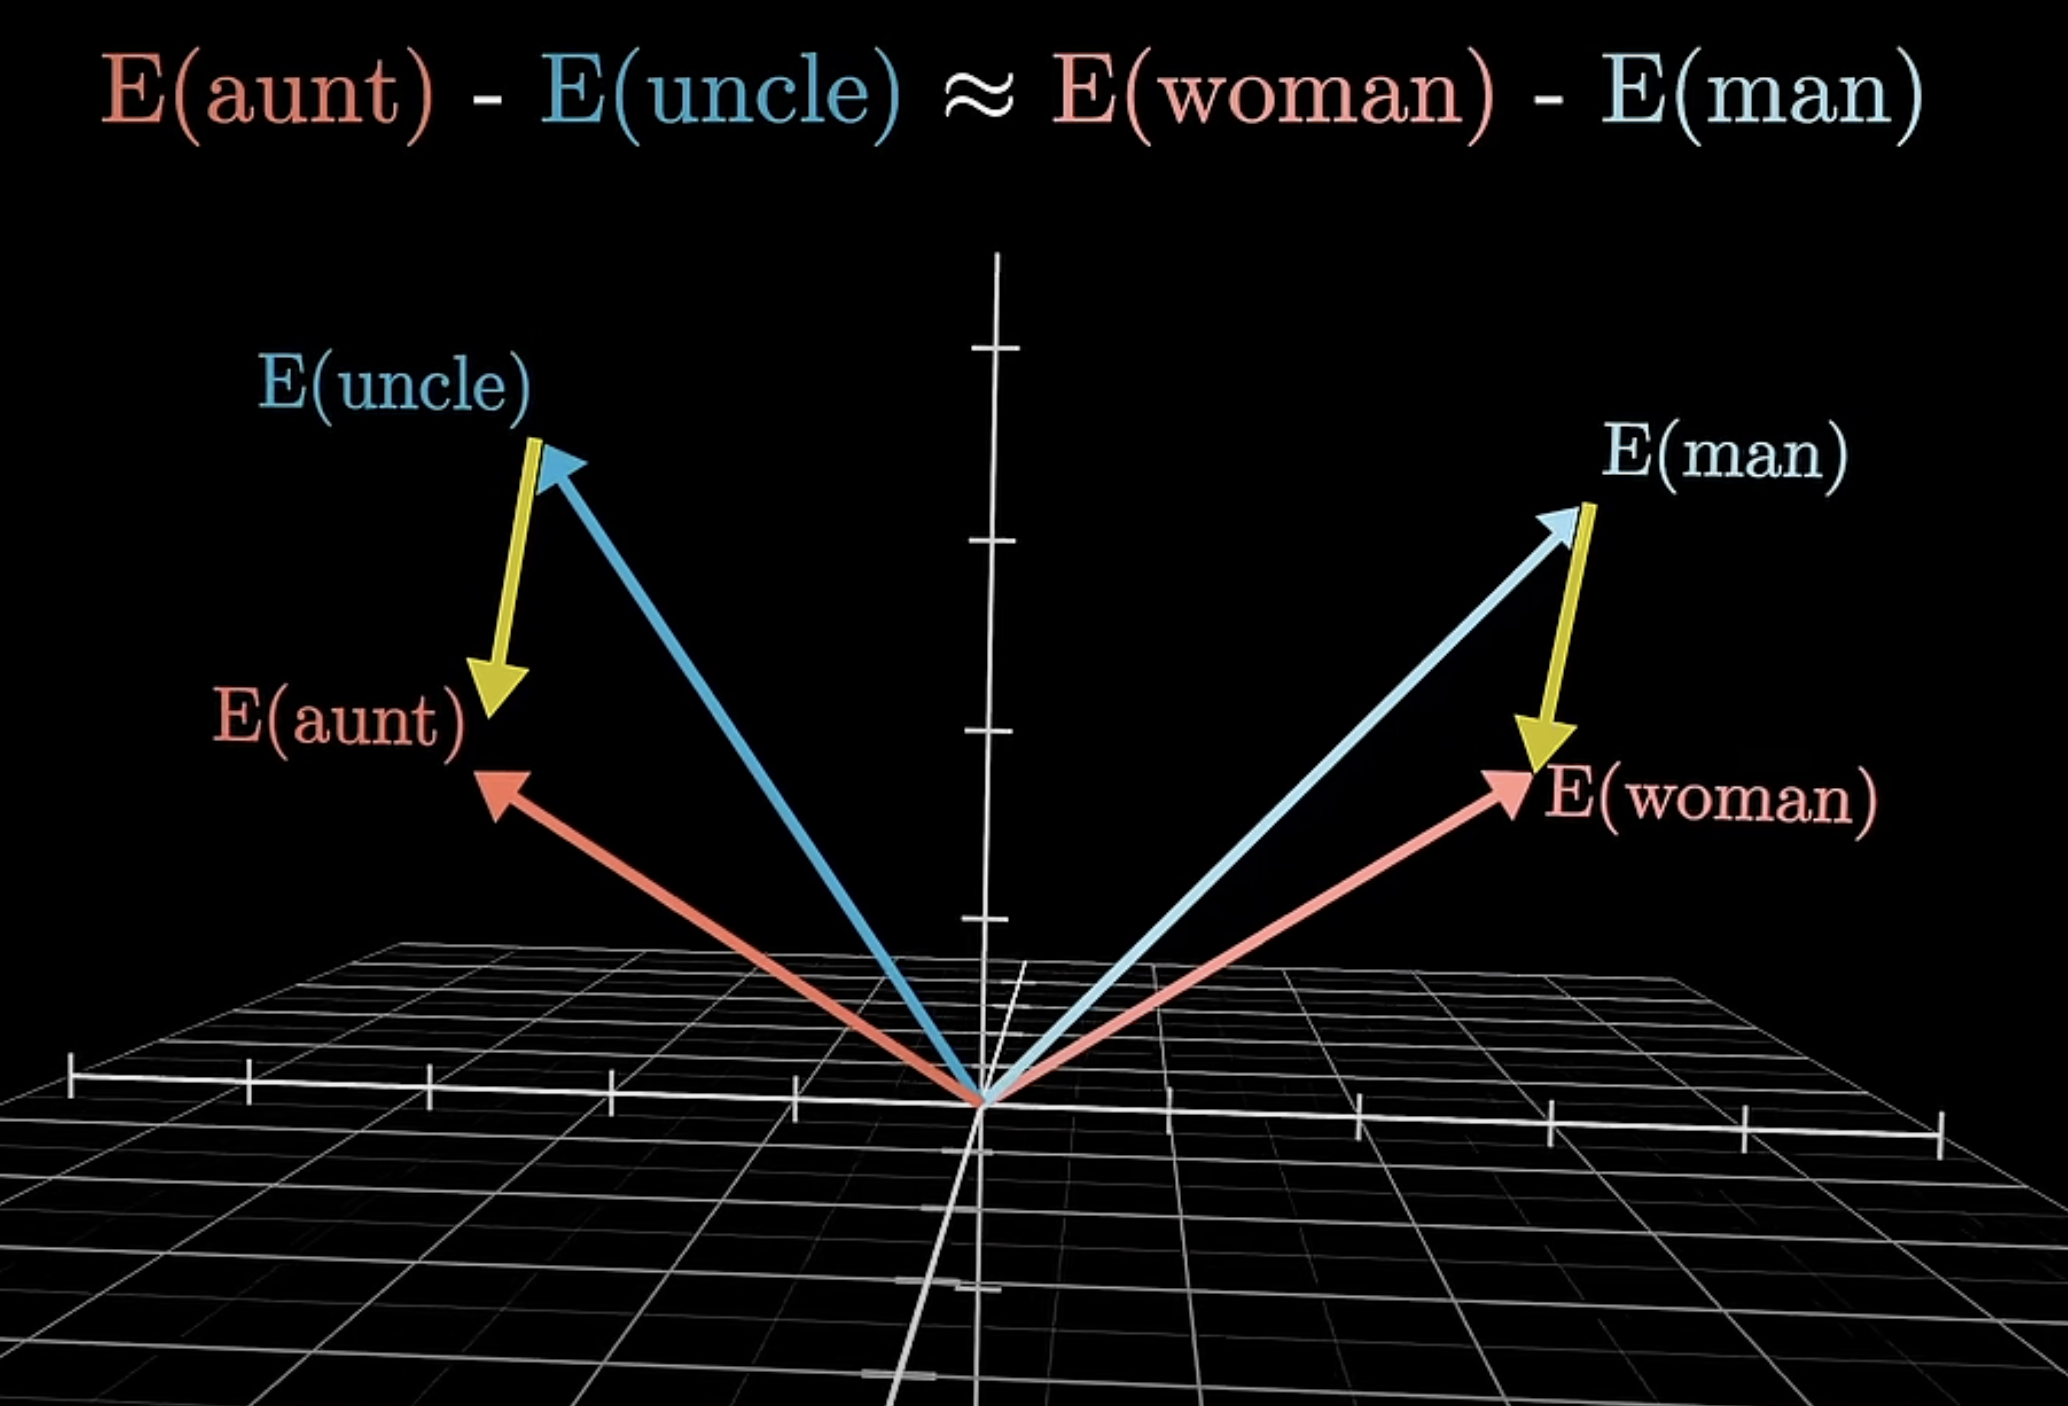 E(aunt) - E(uncle) ≈ E(woman) - E(man)
E(uncle)
E(man)
E(aunt)
E(woman)